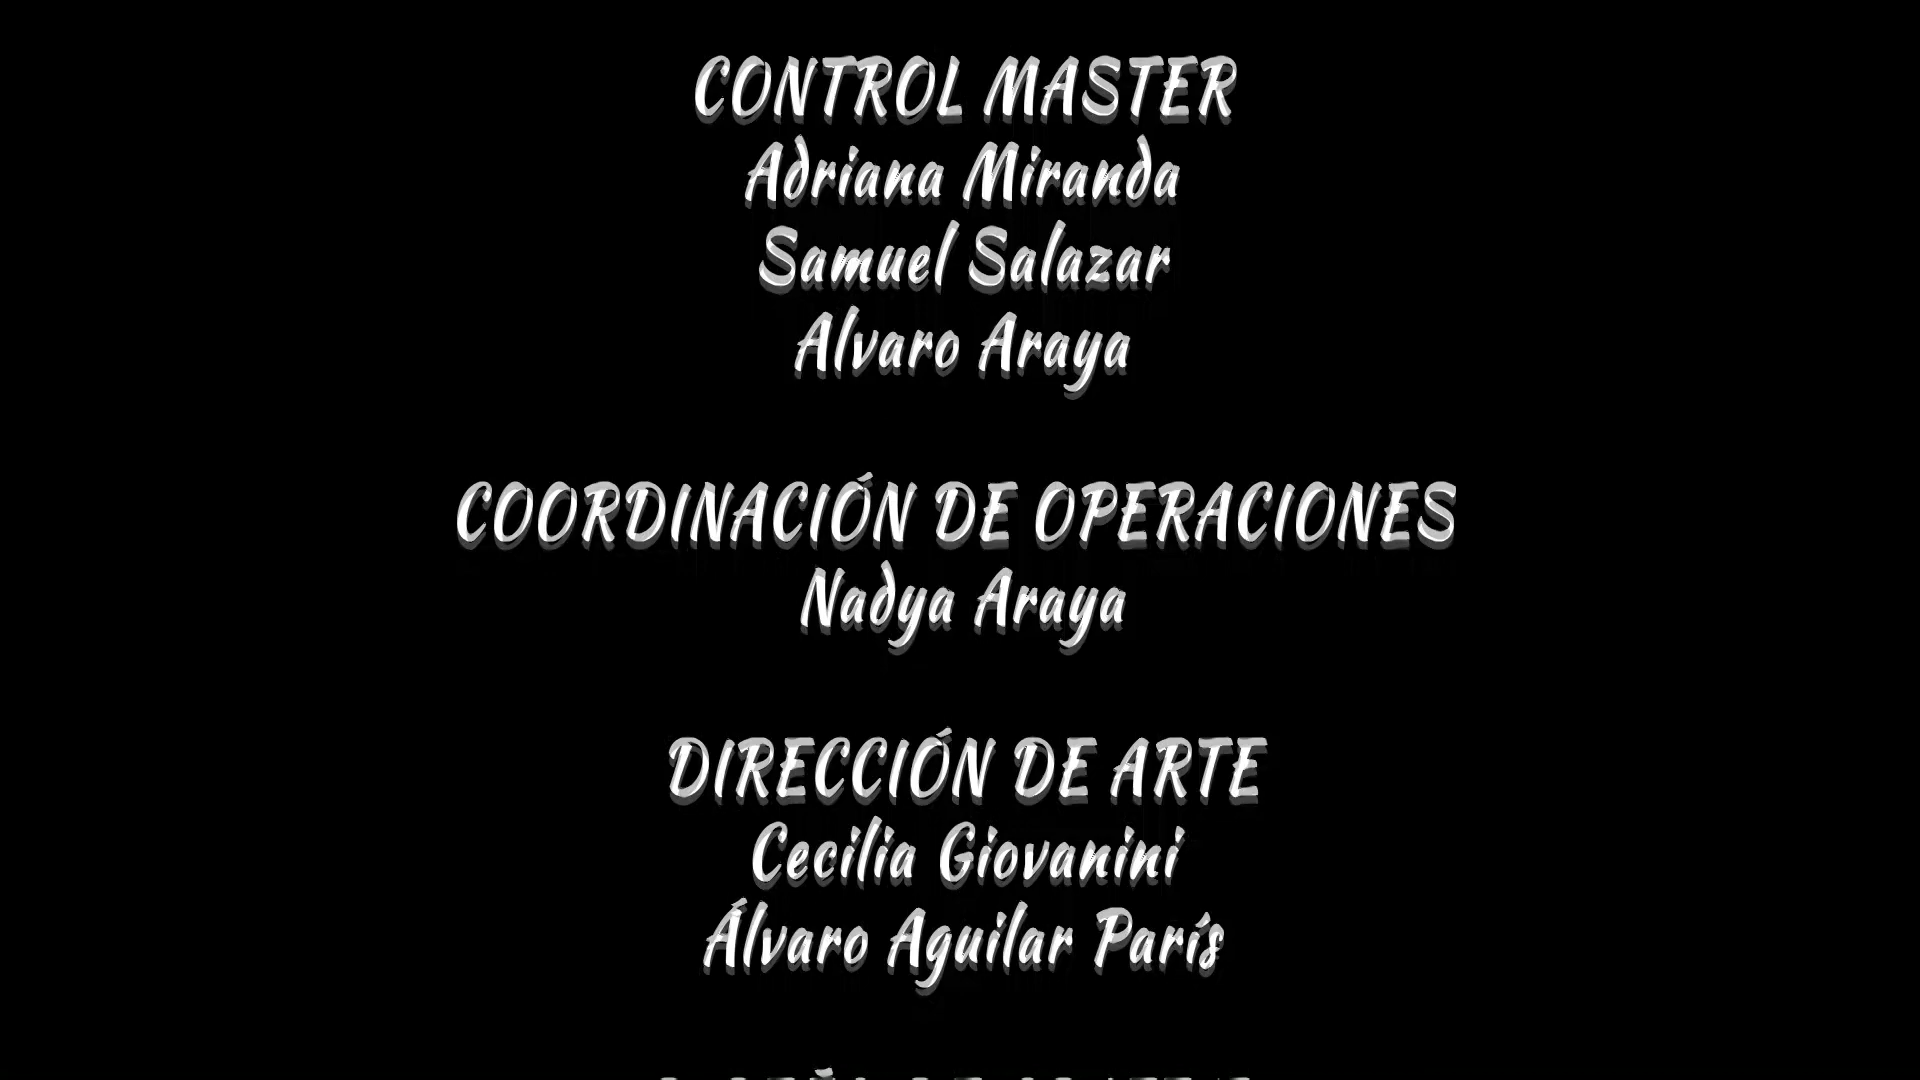 CONTROL MASTER
Adriana Miranda
Samuel Salazar
Alvaro Araya
COORDINACIÓN DE OPERACIONES
Nadya Araya
DIRECCIÓN DE ARTE
Cecilia Giovanini
Álvaro Aguilar París